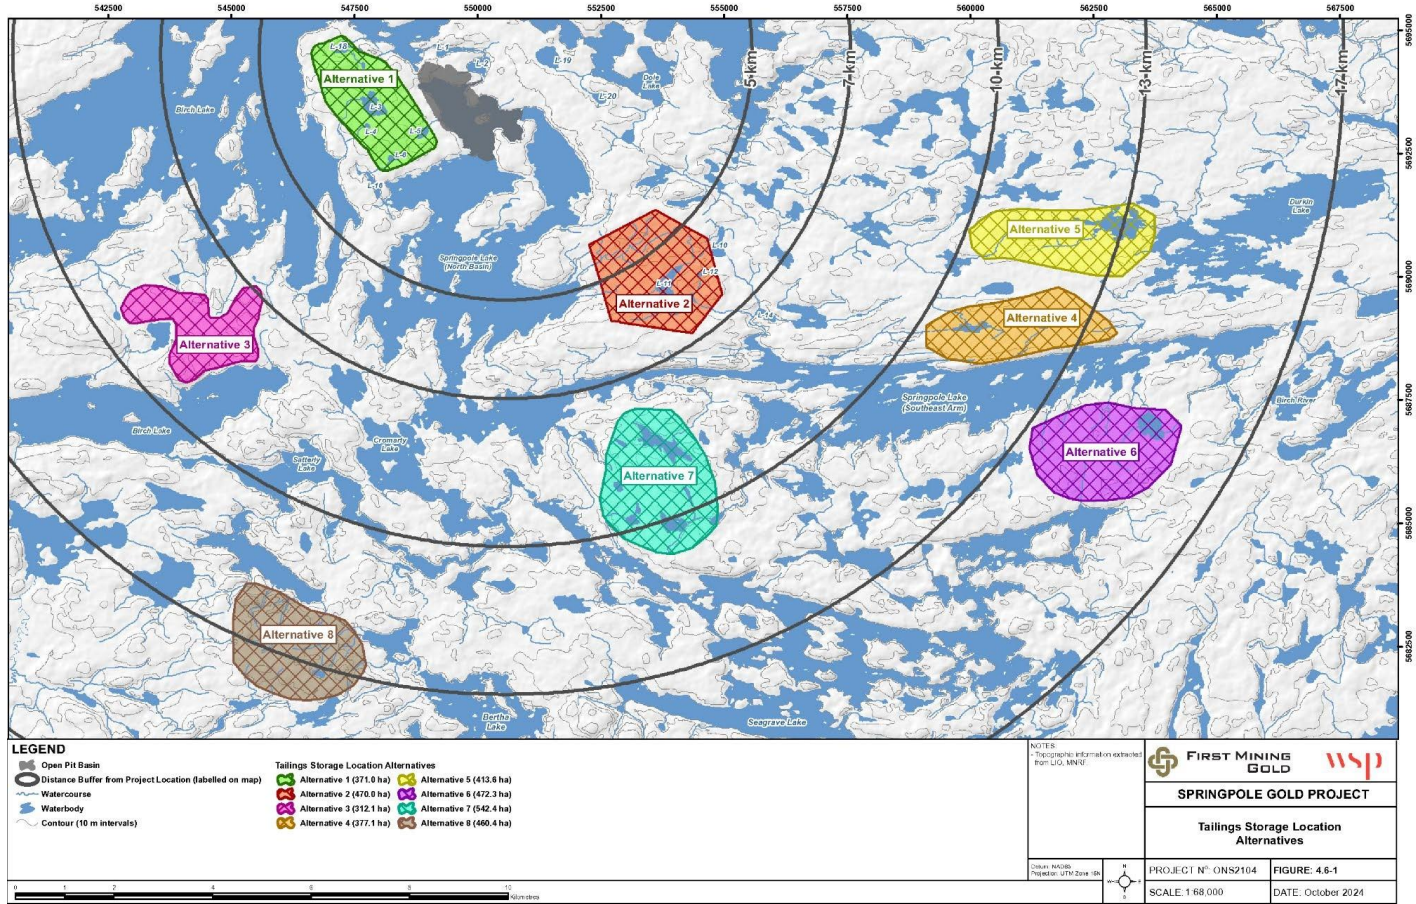 542500 545000 547500 550000 552500 555000 557500 560000 562500 565000 567500
5695000
5692500
5690000
5687500
5685000
5682500
5-km
7-km
10-km
13-km
17-km
L-18
L-1
L-2
L-19
Alternative 1
Dole
Lake
L-20
Birch Lake
L-3
L-4
L-5
L-6
L-16
Durkin
Lake
Alternative 5
L-10
Springpole Lake
(North Basin)
L-12
L-11
Alternative 2
L-14
Alternative 4
Alternative 3
Springpole Lake
(Southeast Arm)
Birch River
Birch Lake
Cromarty
Lake
Satterly
Lake
Alternative 6
Alternative 7
Alternative 8
Bertha
Lake
Seagrave Lake
LEGEND
Open Pit Basin
Distance Buffer from Project Location (labelled on map)
Watercourse
Waterbody
Contour (10 m intervals)
Tailings Storage Location Alternatives
Alternative 1 (371.0 ha)
Alternative 2 (470.0 ha)
Alternative 3 (312.1 ha)
Alternative 4 (377.1 ha)
Alternative 5 (413.6 ha)
Alternative 6 (472.3 ha)
Alternative 7 (542.4 ha)
Alternative 8 (460.4 ha)
0 1 2 4 6 8 10
Kilometres
NOTES
- Topographic information extracted
from LIO, MNRF.
Datum: NAD83
Projection: UTM Zone 15N
N
W E
S
FIRST MINING
GOLD
wsp
SPRINGPOLE GOLD PROJECT
Tailings Storage Location
Alternatives
PROJECT Nº: ONS2104
FIGURE: 4.6-1
SCALE: 1:68,000
DATE: October 2024